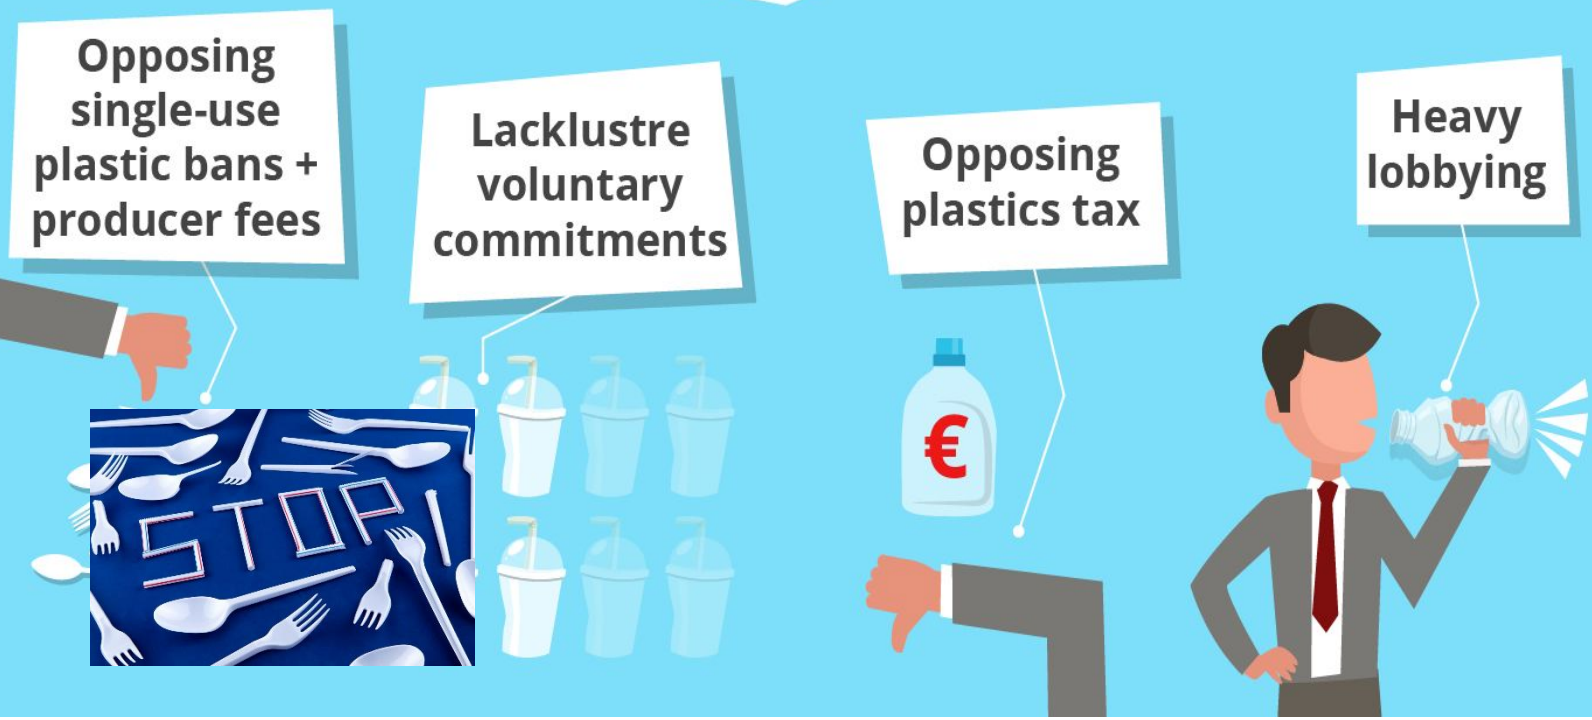 Opposing
single-use
plastic bans +
producer fees
Lacklustre
voluntary
commitments
Opposing
plastics tax
Heavy
lobbying
€
STOP!